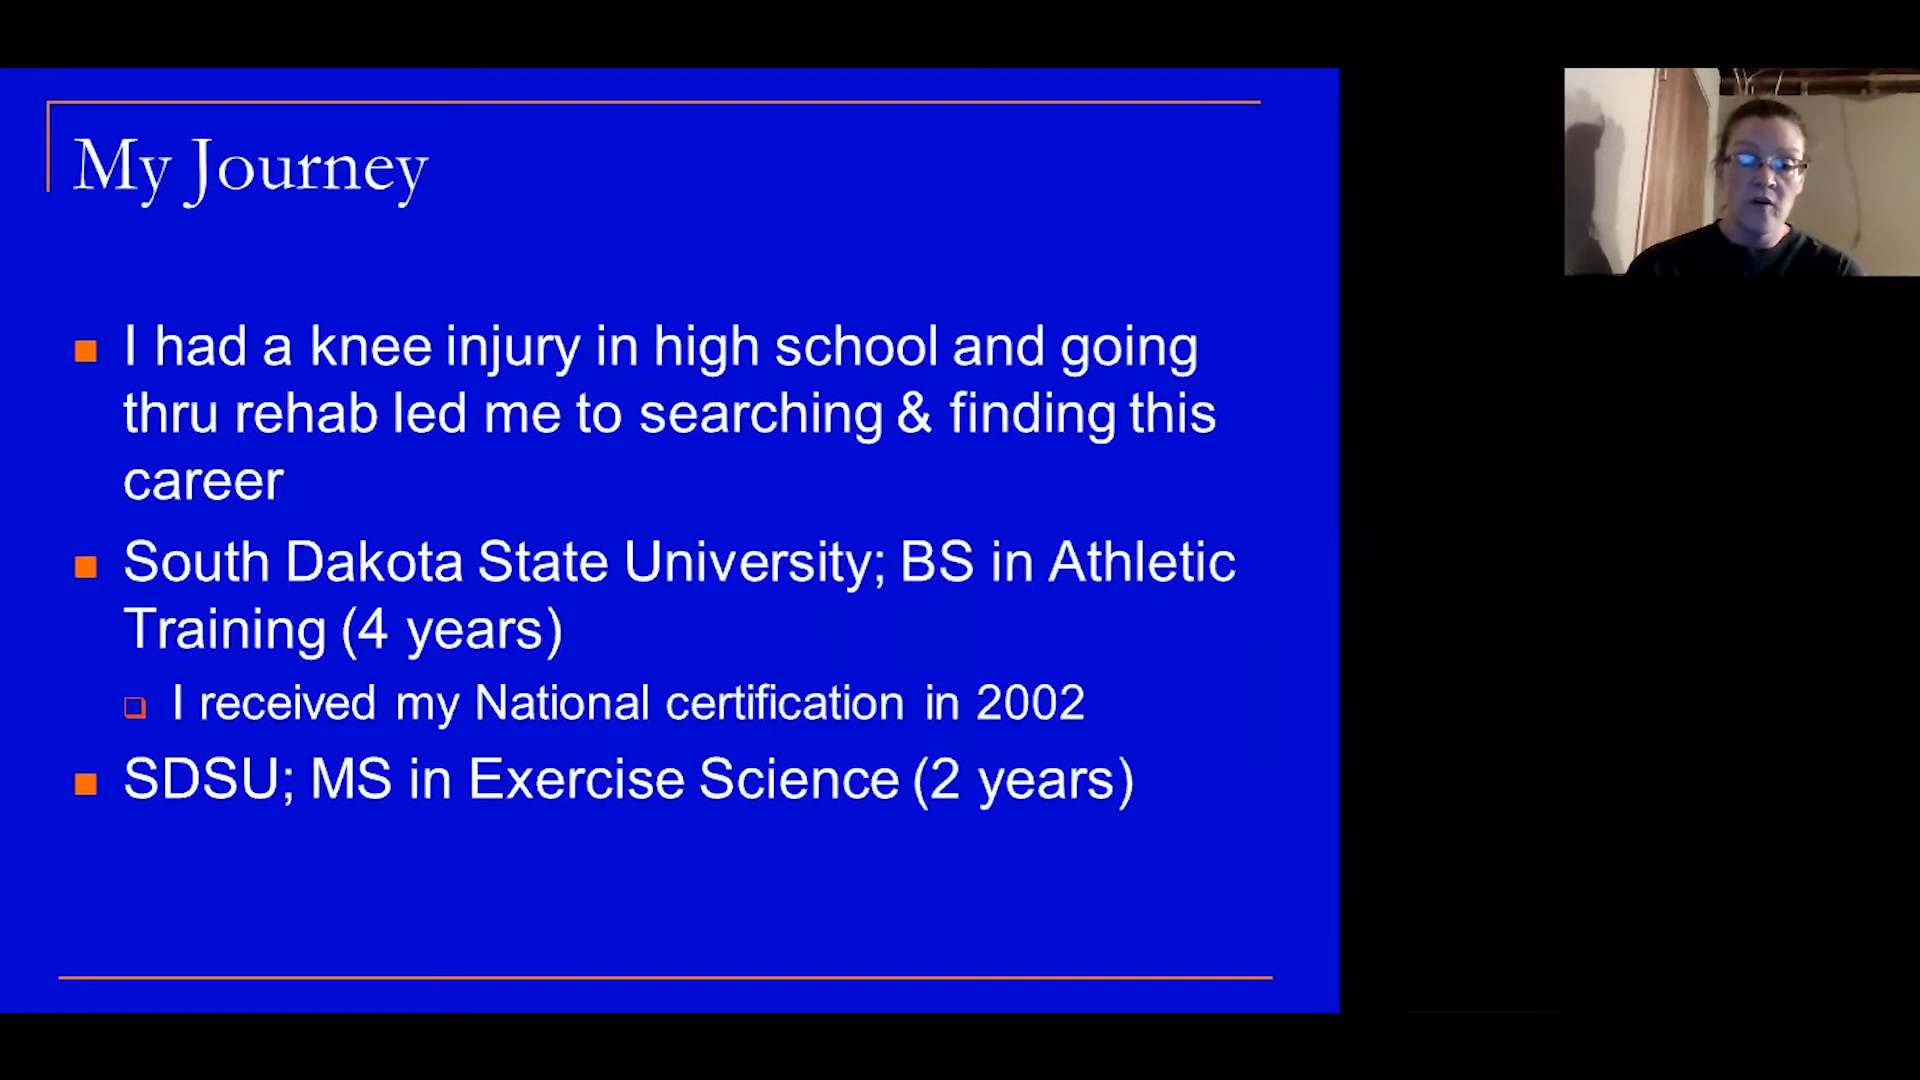 My Journey
I had a knee injury in high school and going
thru rehab led me to searching & finding this
career
South Dakota State University; BS in Athletic
Training (4 years)
I received my National certification in 2002
SDSU; MS in Exercise Science (2 years)